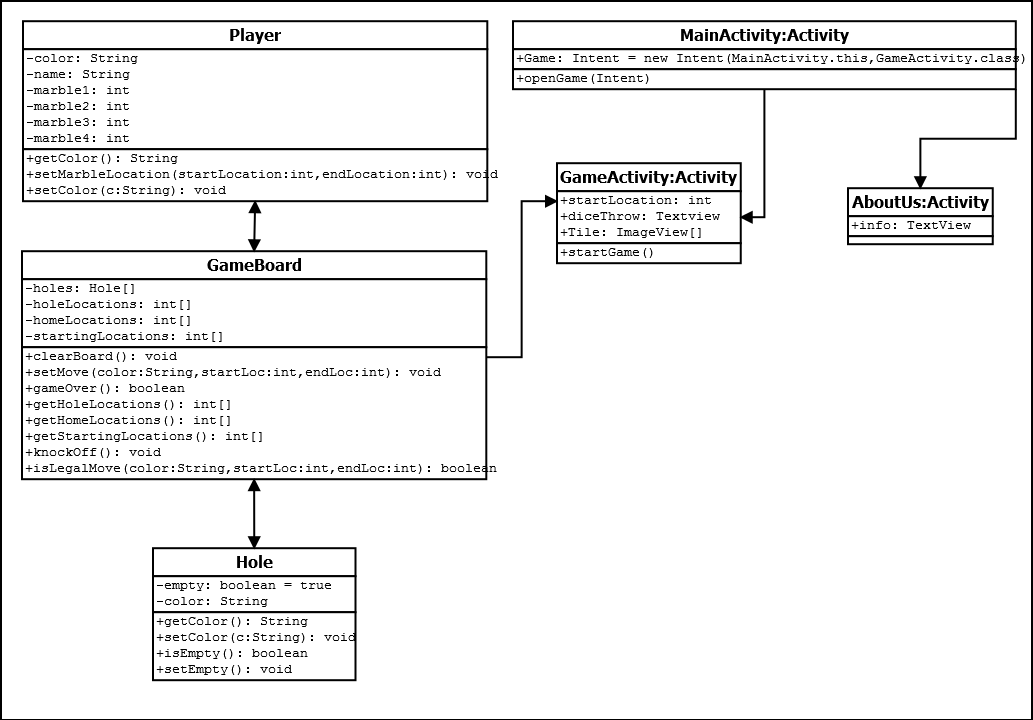 Player
-color: String
-name: String
-marble1: int
-marble2: int
-marble3: int
-marble4: int
+getColor(): String
+setMarbleLocation(startLocation:int,endLocation:int): void
+setColor(c:String): void
MainActivity:Activity
+Game: Intent = new Intent(MainActivity.this,GameActivity.class)
+openGame(Intent)
GameActivity:Activity
+startLocation: int
+diceThrow: Textview
+Tile: ImageView[]
+startGame()
AboutUs:Activity
+info: TextView
GameBoard
-holes: Hole[]
-holeLocations: int[]
-homeLocations: int[]
-startingLocations: int[]
+clearBoard(): void
+setMove(color:String,startLoc:int,endLoc:int): void
+gameOver(): boolean
+getHoleLocations(): int[]
+getHomeLocations(): int[]
+getStartingLocations(): int[]
+knockOff(): void
+isLegalMove(color:String,startLoc:int,endLoc:int): boolean
Hole
-empty: boolean = true
-color: String
+getColor(): String
+setColor(c:String): void
+isEmpty(): boolean
+setEmpty(): void